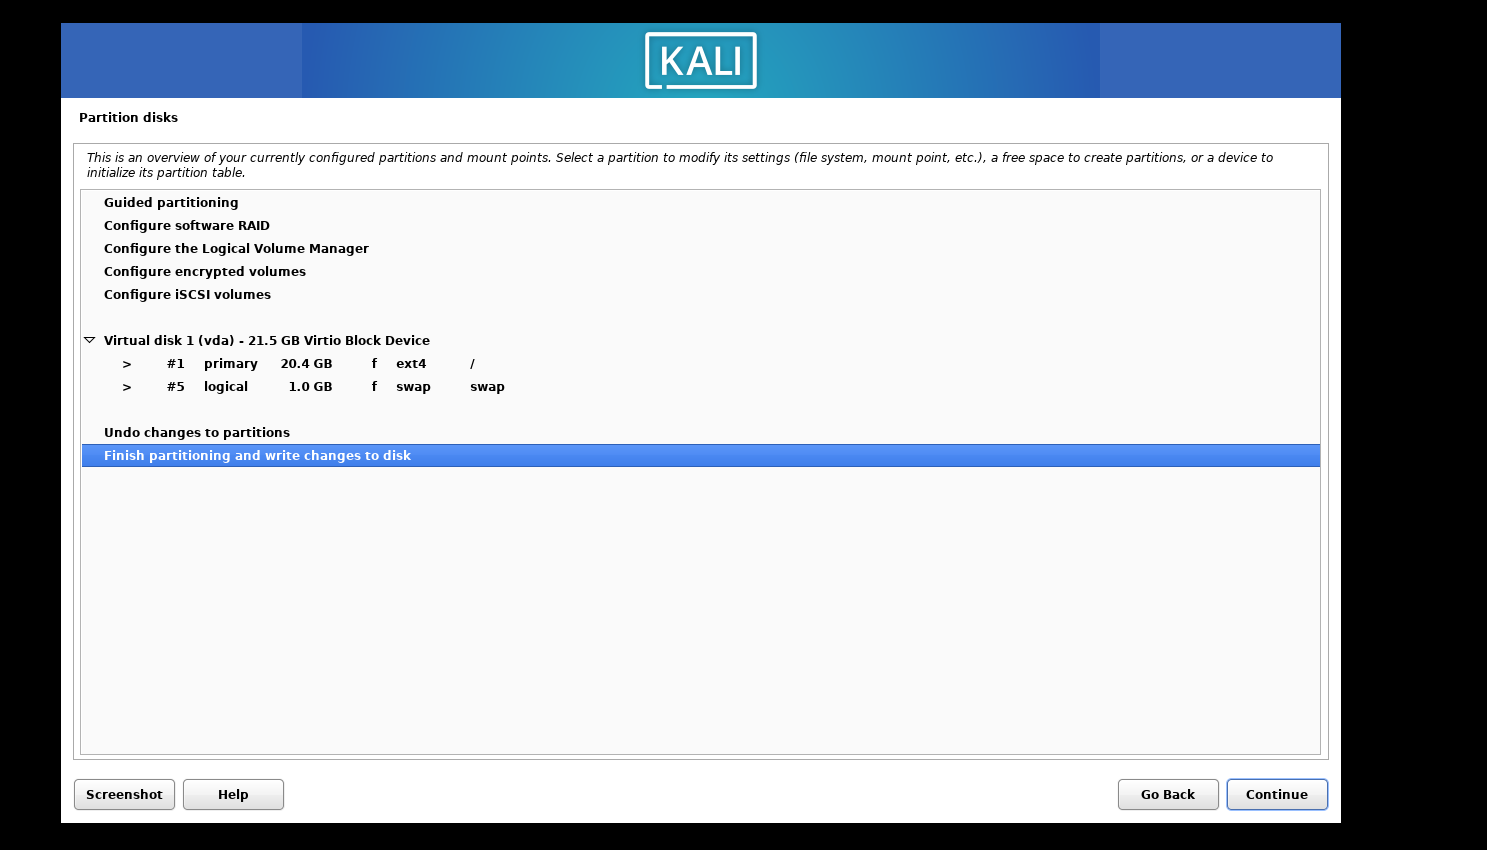 KALI
Partition disks
This is an overview of your currently configured partitions and mount points. Select a partition to modify its settings (file system, mount point, etc.), a free space to create partitions, or a device to
initialize its partition table.
Guided partitioning
Configure software RAID
Configure the Logical Volume Manager
Configure encrypted volumes
Configure iSCSI volumes
Virtual disk 1 (vda) - 21.5 GB Virtio Block Device
> #1 primary 20.4 GB f ext4 /
> #5 logical 1.0 GB f swap swap
Undo changes to partitions
Finish partitioning and write changes to disk
Screenshot Help Go Back Continue